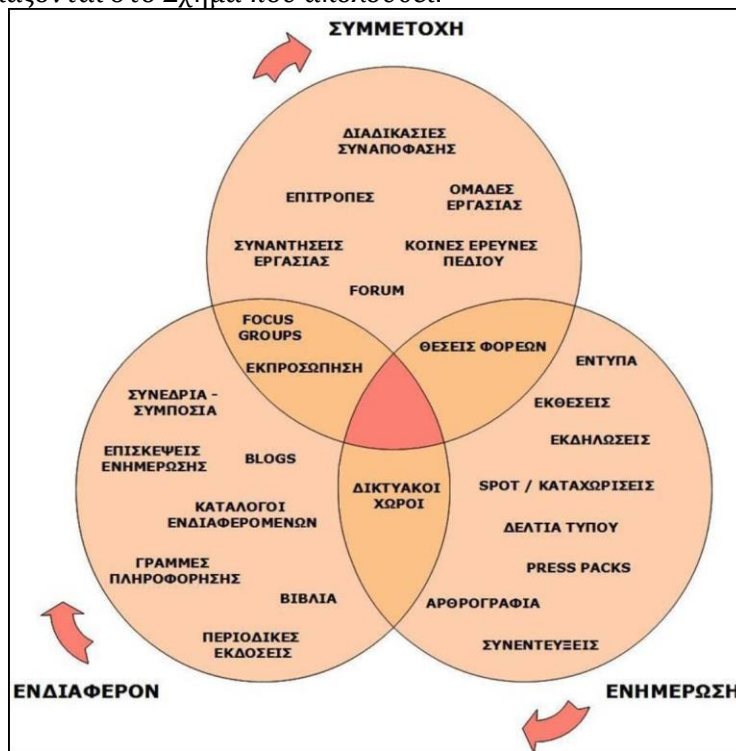 ΣΥΜΜΕΤΟΧΗ
ΔΙΑΔΙΚΑΣΙΕΣ
ΣΥΝΑΠΟΦΑΣΗΣ
ΕΠΙΤΡΟΠΕΣ
ΟΜΑΔΕΣ
ΕΡΓΑΣΙΑΣ
ΣΥΝΑΝΤΗΣΕΙΣ
ΕΡΓΑΣΙΑΣ
ΚΟΙΝΕΣ ΕΡΕΥΝΕΣ
ΠΕΔΙΟΥ
FORUM
FOCUS
GROUPS
ΕΚΠΡΟΣΩΠΗΣΗ
ΘΕΣΕΙΣ ΦΟΡΕΩΝ
ΕΝΤΥΠΑ
ΣΥΝΕΔΡΙΑ -
ΣΥΜΠΟΣΙΑ
ΕΚΘΕΣΕΙΣ
ΕΚΔΗΛΩΣΕΙΣ
ΕΠΙΣΚΕΨΕΙΣ
ΕΝΗΜΕΡΩΣΗΣ
BLOGS
ΔΙΚΤΥΑΚΟΙ
ΧΩΡΟΙ
SPOT / ΚΑΤΑΧΩΡΙΣΕΙΣ
ΚΑΤΑΛΟΓΟΙ
ΕΝΔΙΑΦΕΡΟΜΕΝΩΝ
ΔΕΛΤΙΑ ΤΥΠΟΥ
ΓΡΑΜΜΕΣ
ΠΛΗΡΟΦΟΡΗΣΗΣ
PRESS PACKS
ΒΙΒΛΙΑ
ΑΡΘΡΟΓΡΑΦΙΑ
ΠΕΡΙΟΔΙΚΕΣ
ΕΚΔΟΣΕΙΣ
ΣΥΝΕΝΤΕΥΞΕΙΣ
ΕΝΔΙΑΦΕΡΟΝ
ΕΝΗΜΕΡΩΣΗ